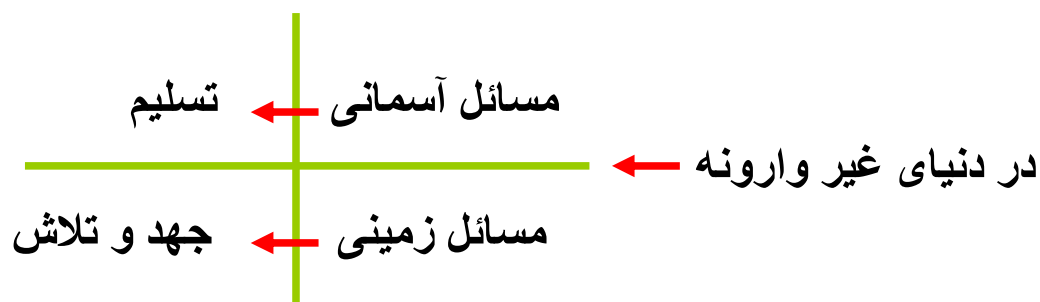 مسائل آسمانی تسلیم
در دنیای غیر وارونه
مسائل زمینی جهد و تلاش